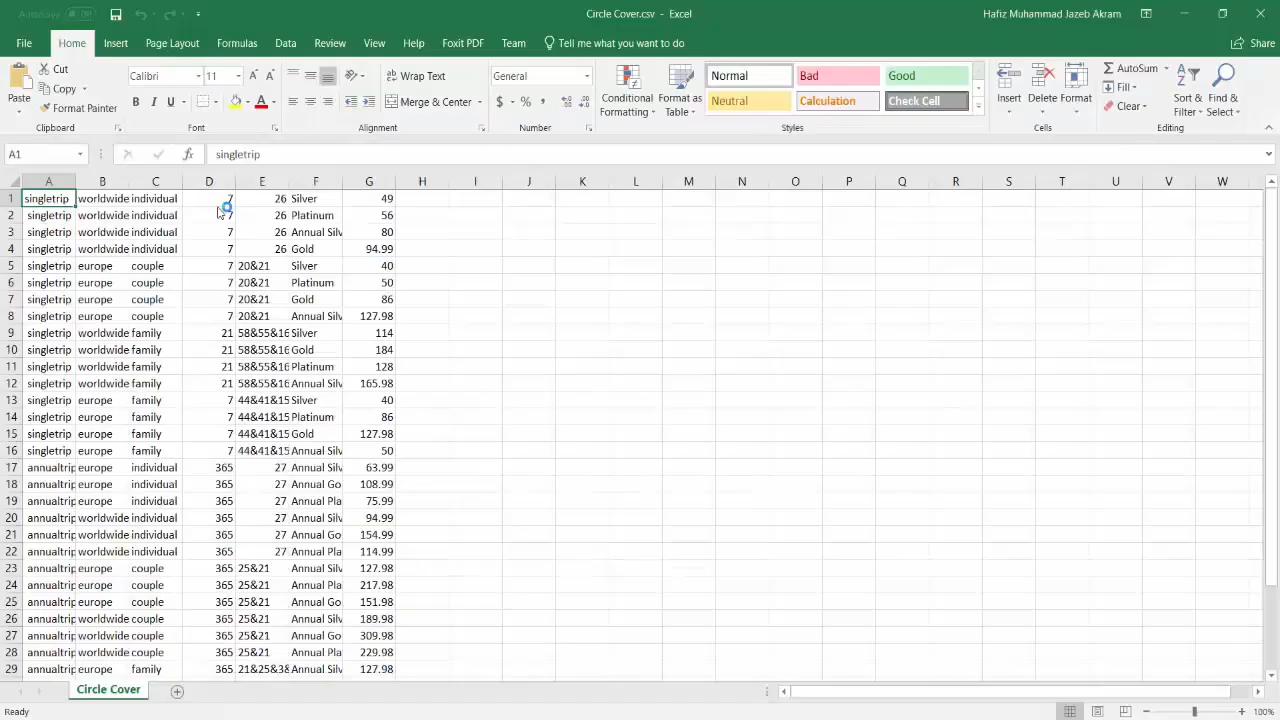 AutoSave Off
Circle Cover.csv - Excel
Hafiz Muhammad Jazeb Akram
File Home Insert Page Layout Formulas Data Review View Help Foxit PDF Team Tell me what you want to do Share
Paste Cut Copy Format Painter Clipboard
Calibri 11 A A B I U A Font
Wrap Text Merge & Center Alignment
General $ % , Number
Conditional Formatting Format as Table
Normal Bad Good
Neutral Calculation Check Cell
Styles
Insert Delete Format Cells
AutoSum Fill Clear Sort & Filter Find & Select Editing
A1 fx singletrip
A B C D E F G H I J K L M N O P Q R S T U V W
1 singletrip worldwide individual 7 26 Silver 49
2 singletrip worldwide individual 7 26 Platinum 56
3 singletrip worldwide individual 7 26 Annual Silv 80
4 singletrip worldwide individual 7 26 Gold 94.99
5 singletrip europe couple 7 20&21 Silver 40
6 singletrip europe couple 7 20&21 Platinum 50
7 singletrip europe couple 7 20&21 Gold 86
8 singletrip europe couple 7 20&21 Annual Silv 127.98
9 singletrip worldwide family 21 58&55&16 Silver 114
10 singletrip worldwide family 21 58&55&16 Gold 184
11 singletrip worldwide family 21 58&55&16 Platinum 128
12 singletrip worldwide family 21 58&55&16 Annual Silv 165.98
13 singletrip europe family 7 44&41&15 Silver 40
14 singletrip europe family 7 44&41&15 Platinum 86
15 singletrip europe family 7 44&41&15 Gold 127.98
16 singletrip europe family 7 44&41&15 Annual Silv 50
17 annualtrip europe individual 365 27 Annual Silv 63.99
18 annualtrip europe individual 365 27 Annual Go 108.99
19 annualtrip europe individual 365 27 Annual Pla 75.99
20 annualtrip worldwide individual 365 27 Annual Silv 94.99
21 annualtrip worldwide individual 365 27 Annual Go 154.99
22 annualtrip worldwide individual 365 27 Annual Pla 114.99
23 annualtrip europe couple 365 25&21 Annual Silv 127.98
24 annualtrip europe couple 365 25&21 Annual Pla 217.98
25 annualtrip europe couple 365 25&21 Annual Go 151.98
26 annualtrip worldwide couple 365 25&21 Annual Silv 189.98
27 annualtrip worldwide couple 365 25&21 Annual Go 309.98
28 annualtrip worldwide couple 365 25&21 Annual Pla 229.98
29 annualtrip europe family 365 21&25&38 Annual Silv 127.98
Circle Cover
Ready 100%